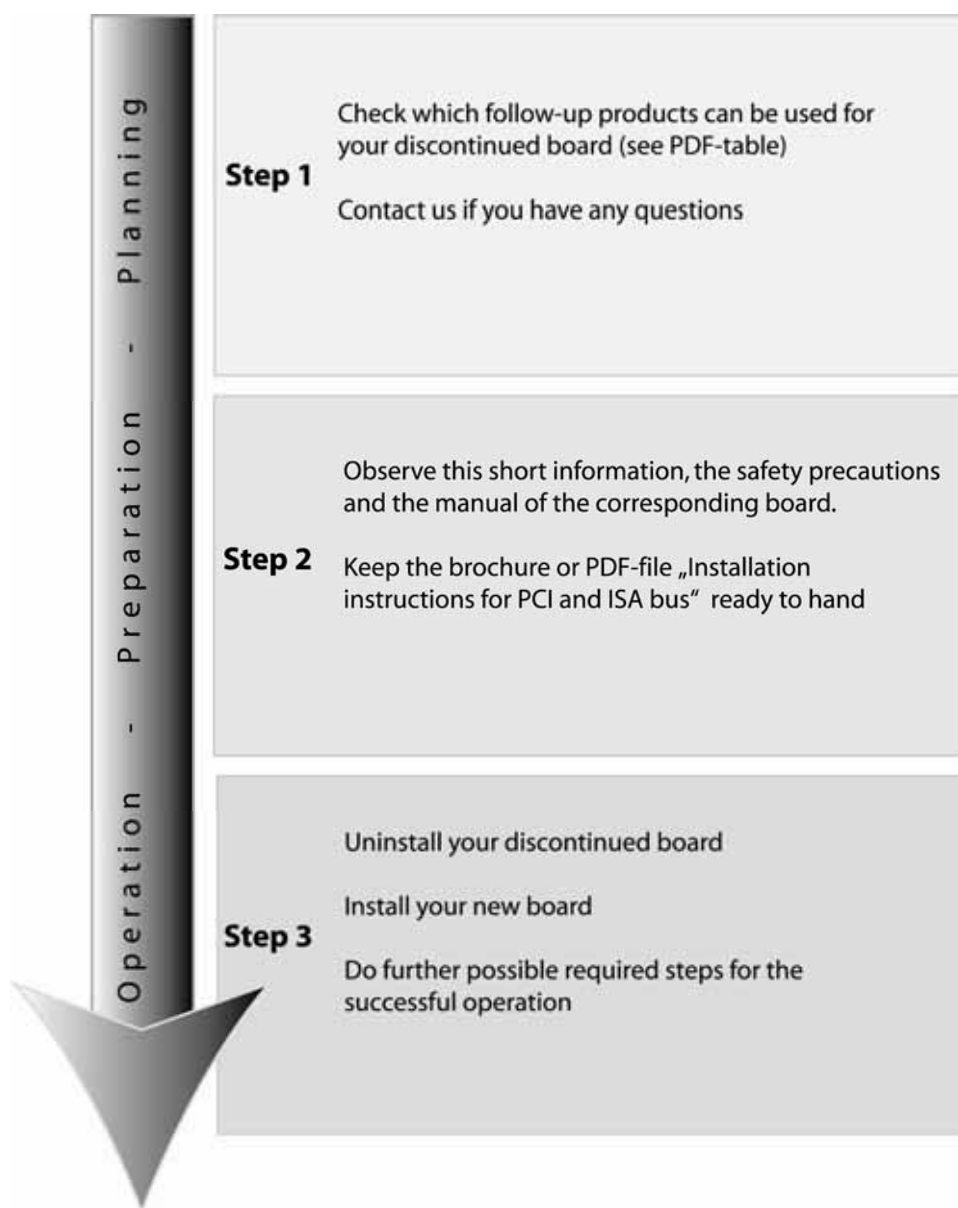 Planning - Preparation - Operation
Step 1
Check which follow-up products can be used for
your discontinued board (see PDF-table)
Contact us if you have any questions
Step 2
Observe this short information, the safety precautions
and the manual of the corresponding board.
Keep the brochure or PDF-file „Installation
instructions for PCI and ISA bus“ ready to hand
Step 3
Uninstall your discontinued board
Install your new board
Do further possible required steps for the
successful operation